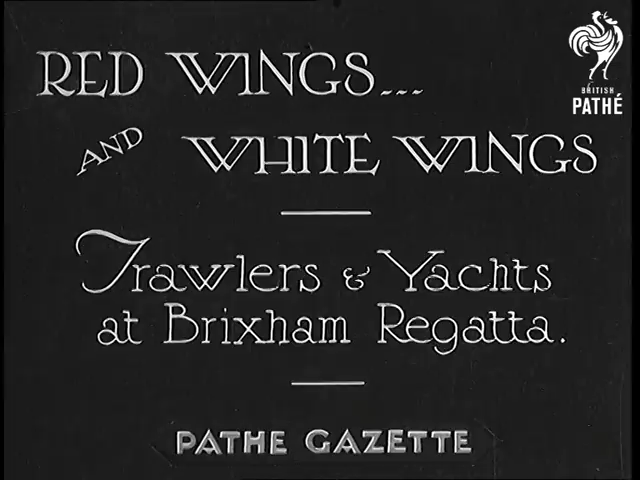 RED WINGS...
AND WHITE WINGS
Trawlers & Yachts
at Brixham Regatta.
PATHE GAZETTE
BRITISH
PATHÉ